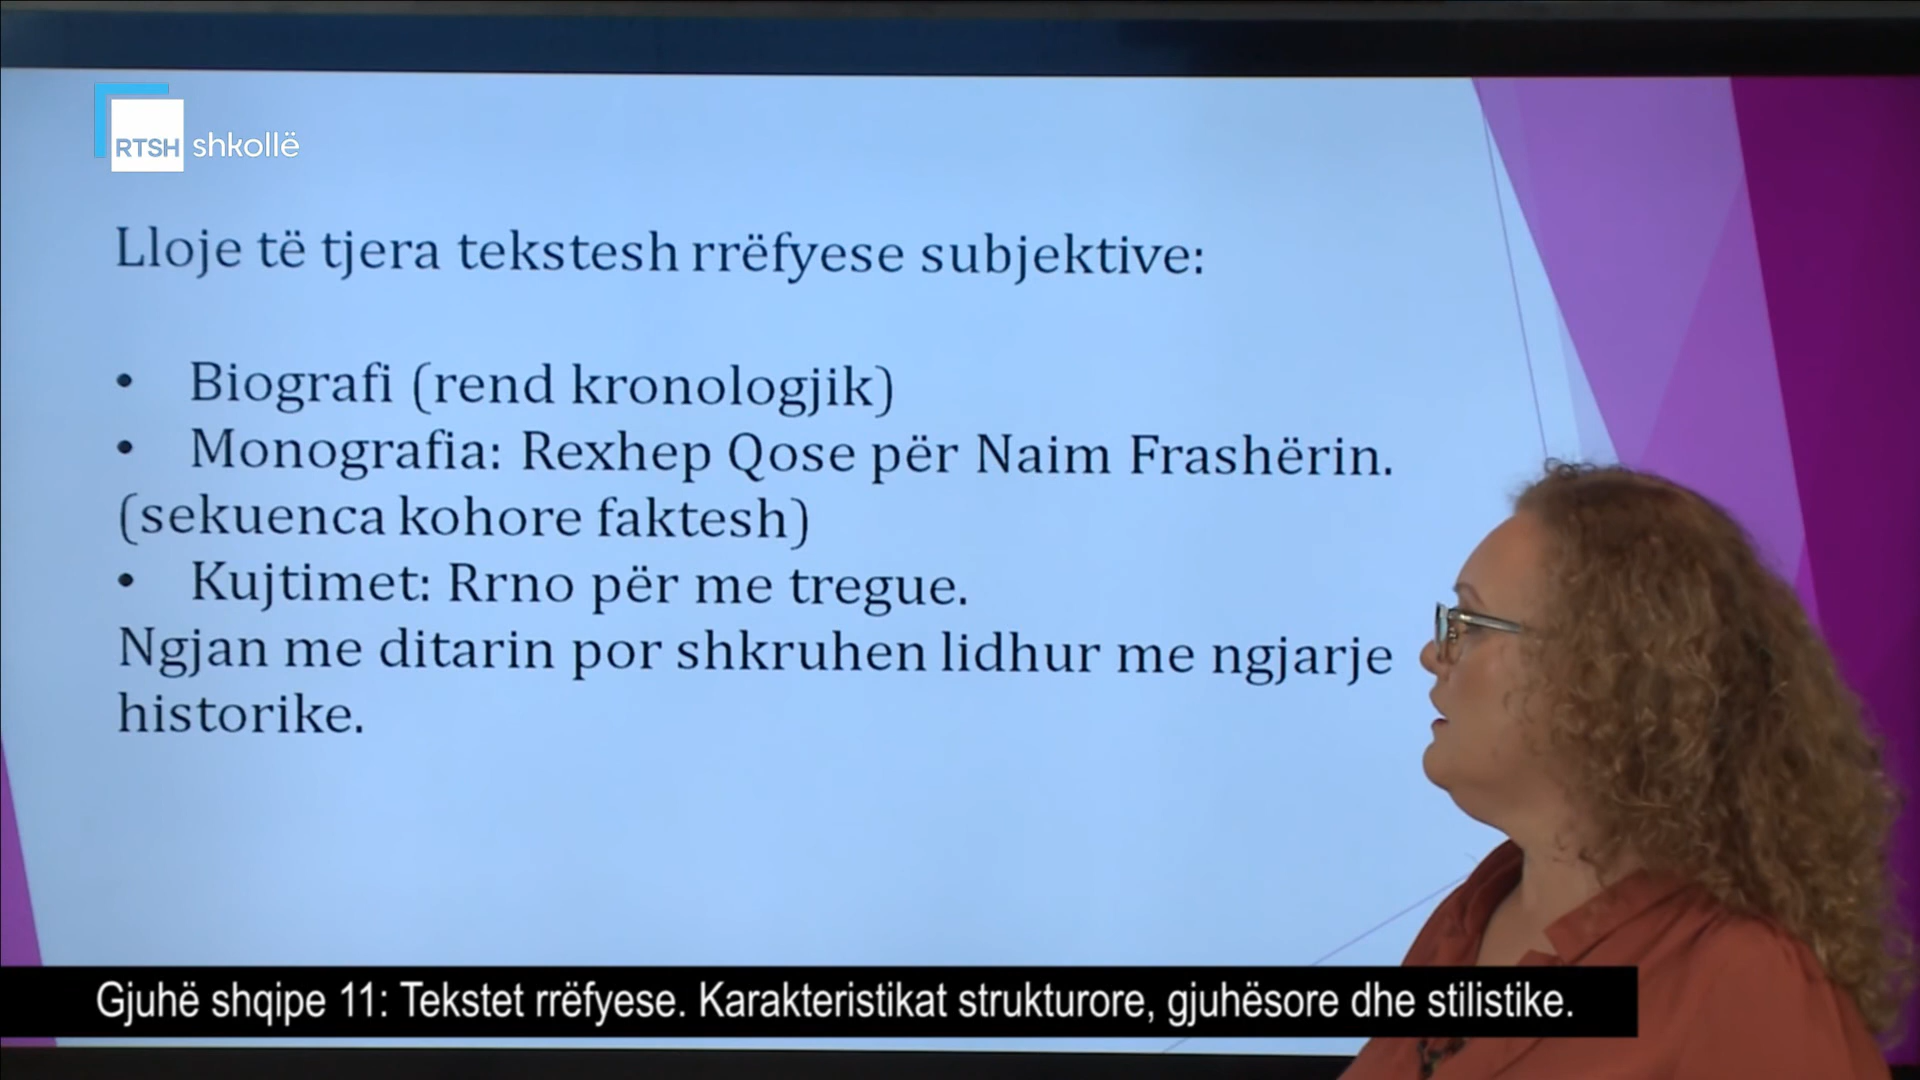 RTSH shkollë
Lloje të tjera tekstesh rrëfyese subjektive:
• Biografi (rend kronologjik)
• Monografia: Rexhep Qose për Naim Frashërin.
(sekuenca kohore faktesh)
• Kujtimet: Rrno për me tregue.
Ngjan me ditarin por shkruhen lidhur me ngjarje
historike.
Gjuhë shqipe 11: Tekstet rrëfyese. Karakteristikat strukturore, gjuhësore dhe stilistike.